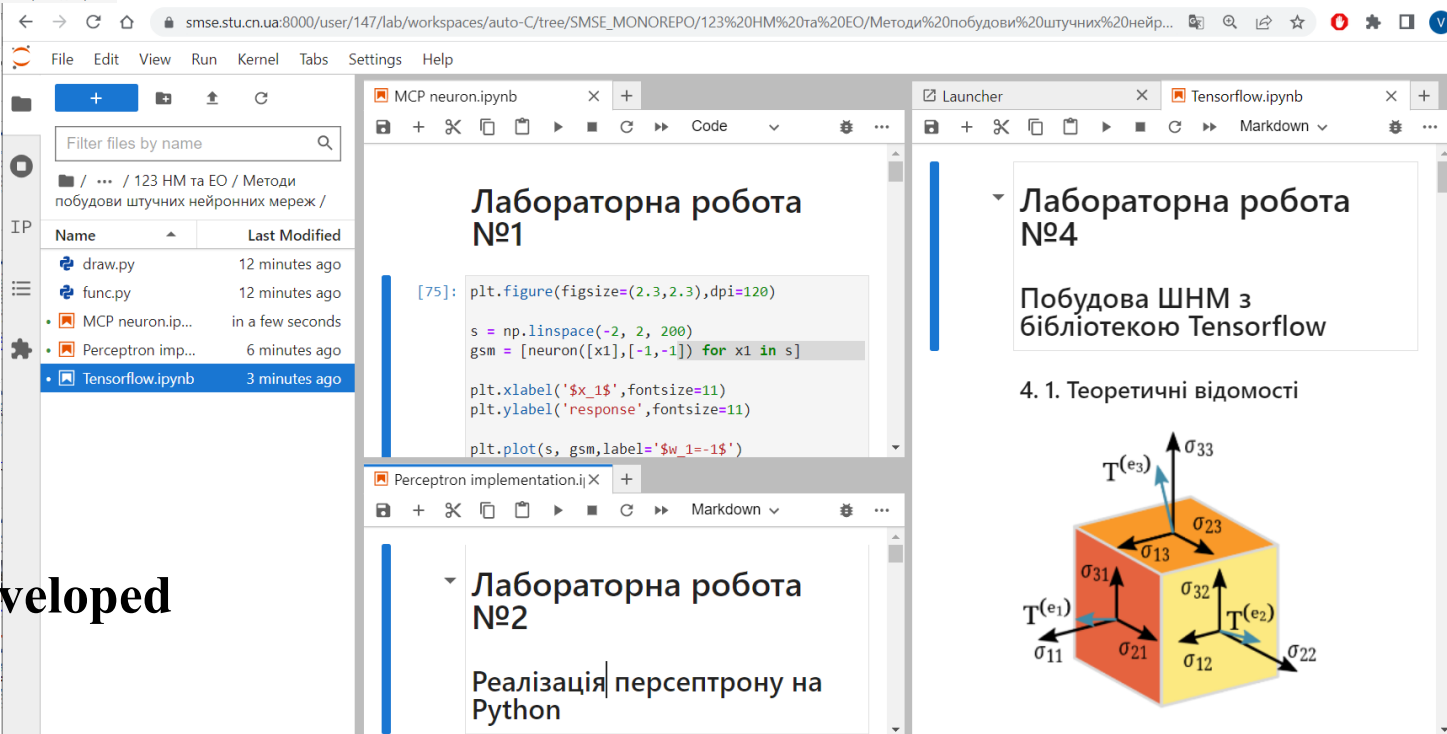 smse.stu.cn.ua:8000/user/147/lab/workspaces/auto-C/tree/SMSE_MONOREPO/123%20НМ%20та%20ЕО/Методи%20побудови%20штучних%20нейр...
V
File Edit View Run Kernel Tabs Settings Help
Filter files by name
/ ••• / 123 НМ та ЕО / Методи
побудови штучних нейронних мереж /
Name Last Modified
draw.py 12 minutes ago
func.py 12 minutes ago
MCP neuron.ip... in a few seconds
Perceptron imp... 6 minutes ago
Tensorflow.ipynb 3 minutes ago
IP
veloped
MCP neuron.ipynb
Code
Лабораторна робота
№1
[75]: plt.figure(figsize=(2.3,2.3),dpi=120)
s = np.linspace(-2, 2, 200)
gsm = [neuron([x1],[-1,-1]) for x1 in s]
plt.xlabel('$x_1$',fontsize=11)
plt.ylabel('response',fontsize=11)
plt.plot(s, gsm,label='$w_1=-1$')
Perceptron implementation.i
Markdown
Лабораторна робота
№2
Реалізація персептрону на
Python
Launcher
Tensorflow.ipynb
Markdown
Лабораторна робота
№4
Побудова ШНМ з
бібліотекою Tensorflow
4. 1. Теоретичні відомості
σ33
T(e3)
σ23
σ13
σ31
σ32
T(e1)
T(e2)
σ11
σ21
σ12
σ22